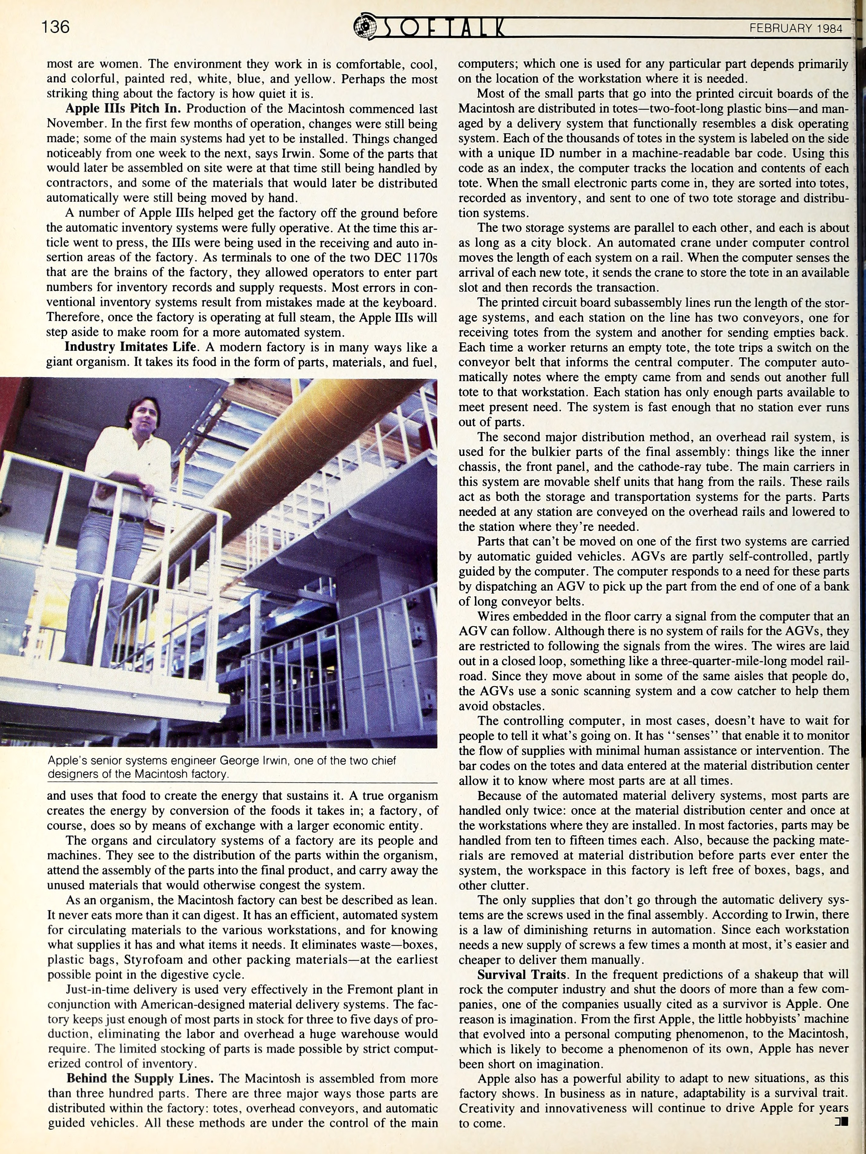 136
SOFTALK
FEBRUARY 1984
most are women. The environment they work in is comfortable, cool,
and colorful, painted red, white, blue, and yellow. Perhaps the most
striking thing about the factory is how quiet it is.
Apple IIIs Pitch In. Production of the Macintosh commenced last
November. In the first few months of operation, changes were still being
made; some of the main systems had yet to be installed. Things changed
noticeably from one week to the next, says Irwin. Some of the parts that
would later be assembled on site were at that time still being handled by
contractors, and some of the materials that would later be distributed
automatically were still being moved by hand.
A number of Apple IIIs helped get the factory off the ground before
the automatic inventory systems were fully operative. At the time this ar-
ticle went to press, the IIIs were being used in the receiving and auto in-
sertion areas of the factory. As terminals to one of the two DEC 1170s
that are the brains of the factory, they allowed operators to enter part
numbers for inventory records and supply requests. Most errors in con-
ventional inventory systems result from mistakes made at the keyboard.
Therefore, once the factory is operating at full steam, the Apple IIIs will
step aside to make room for a more automated system.
Industry Imitates Life. A modern factory is in many ways like a
giant organism. It takes its food in the form of parts, materials, and fuel,
Apple's senior systems engineer George Irwin, one of the two chief
designers of the Macintosh factory.
and uses that food to create the energy that sustains it. A true organism
creates the energy by conversion of the foods it takes in; a factory, of
course, does so by means of exchange with a larger economic entity.
The organs and circulatory systems of a factory are its people and
machines. They see to the distribution of the parts within the organism,
attend the assembly of the parts into the final product, and carry away the
unused materials that would otherwise congest the system.
As an organism, the Macintosh factory can best be described as lean.
It never eats more than it can digest. It has an efficient, automated system
for circulating materials to the various workstations, and for knowing
what supplies it has and what items it needs. It eliminates waste—boxes,
plastic bags, Styrofoam and other packing materials—at the earliest
possible point in the digestive cycle.
Just-in-time delivery is used very effectively in the Fremont plant in
conjunction with American-designed material delivery systems. The fac-
tory keeps just enough of most parts in stock for three to five days of pro-
duction, eliminating the labor and overhead a huge warehouse would
require. The limited stocking of parts is made possible by strict comput-
erized control of inventory.
Behind the Supply Lines. The Macintosh is assembled from more
than three hundred parts. There are three major ways those parts are
distributed within the factory: totes, overhead conveyors, and automatic
guided vehicles. All these methods are under the control of the main
computers; which one is used for any particular part depends primarily
on the location of the workstation where it is needed.
Most of the small parts that go into the printed circuit boards of the
Macintosh are distributed in totes—two-foot-long plastic bins—and man-
aged by a delivery system that functionally resembles a disk operating
system. Each of the thousands of totes in the system is labeled on the side
with a unique ID number in a machine-readable bar code. Using this
code as an index, the computer tracks the location and contents of each
tote. When the small electronic parts come in, they are sorted into totes,
recorded as inventory, and sent to one of two tote storage and distribu-
tion systems.
The two storage systems are parallel to each other, and each is about
as long as a city block. An automated crane under computer control
moves the length of each system on a rail. When the computer senses the
arrival of each new tote, it sends the crane to store the tote in an available
slot and then records the transaction.
The printed circuit board subassembly lines run the length of the stor-
age systems, and each station on the line has two conveyors, one for
receiving totes from the system and another for sending empties back.
Each time a worker returns an empty tote, the tote trips a switch on the
conveyor belt that informs the central computer. The computer auto-
matically notes where the empty came from and sends out another full
tote to that workstation. Each station has only enough parts available to
meet present need. The system is fast enough that no station ever runs
out of parts.
The second major distribution method, an overhead rail system, is
used for the bulkier parts of the final assembly: things like the inner
chassis, the front panel, and the cathode-ray tube. The main carriers in
this system are movable shelf units that hang from the rails. These rails
act as both the storage and transportation systems for the parts. Parts
needed at any station are conveyed on the overhead rails and lowered to
the station where they're needed.
Parts that can't be moved on one of the first two systems are carried
by automatic guided vehicles. AGVs are partly self-controlled, partly
guided by the computer. The computer responds to a need for these parts
by dispatching an AGV to pick up the part from the end of one of a bank
of long conveyor belts.
Wires embedded in the floor carry a signal from the computer that an
AGV can follow. Although there is no system of rails for the AGVs, they
are restricted to following the signals from the wires. The wires are laid
out in a closed loop, something like a three-quarter-mile-long model rail-
road. Since they move about in some of the same aisles that people do,
the AGVs use a sonic scanning system and a cow catcher to help them
avoid obstacles.
The controlling computer, in most cases, doesn't have to wait for
people to tell it what's going on. It has "senses" that enable it to monitor
the flow of supplies with minimal human assistance or intervention. The
bar codes on the totes and data entered at the material distribution center
allow it to know where most parts are at all times.
Because of the automated material delivery systems, most parts are
handled only twice: once at the material distribution center and once at
the workstations where they are installed. In most factories, parts may be
handled from ten to fifteen times each. Also, because the packing mate-
rials are removed at material distribution before parts ever enter the
system, the workspace in this factory is left free of boxes, bags, and
other clutter.
The only supplies that don't go through the automatic delivery sys-
tems are the screws used in the final assembly. According to Irwin, there
is a law of diminishing returns in automation. Since each workstation
needs a new supply of screws a few times a month at most, it's easier and
cheaper to deliver them manually.
Survival Traits. In the frequent predictions of a shakeup that will
rock the computer industry and shut the doors of more than a few com-
panies, one of the companies usually cited as a survivor is Apple. One
reason is imagination. From the first Apple, the little hobbyists' machine
that evolved into a personal computing phenomenon, to the Macintosh,
which is likely to become a phenomenon of its own, Apple has never
been short on imagination.
Apple also has a powerful ability to adapt to new situations, as this
factory shows. In business as in nature, adaptability is a survival trait.
Creativity and innovativeness will continue to drive Apple for years
to come.